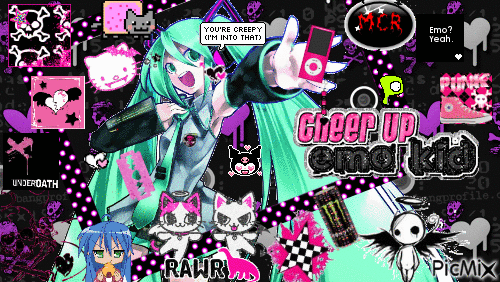 YOU'RE CREEPY
(I'M INTO THAT)
MCR
Emo?
Yeah.
PUNK
CHeer UP
emo kid
UNDEROATH
RAWR
PicMix